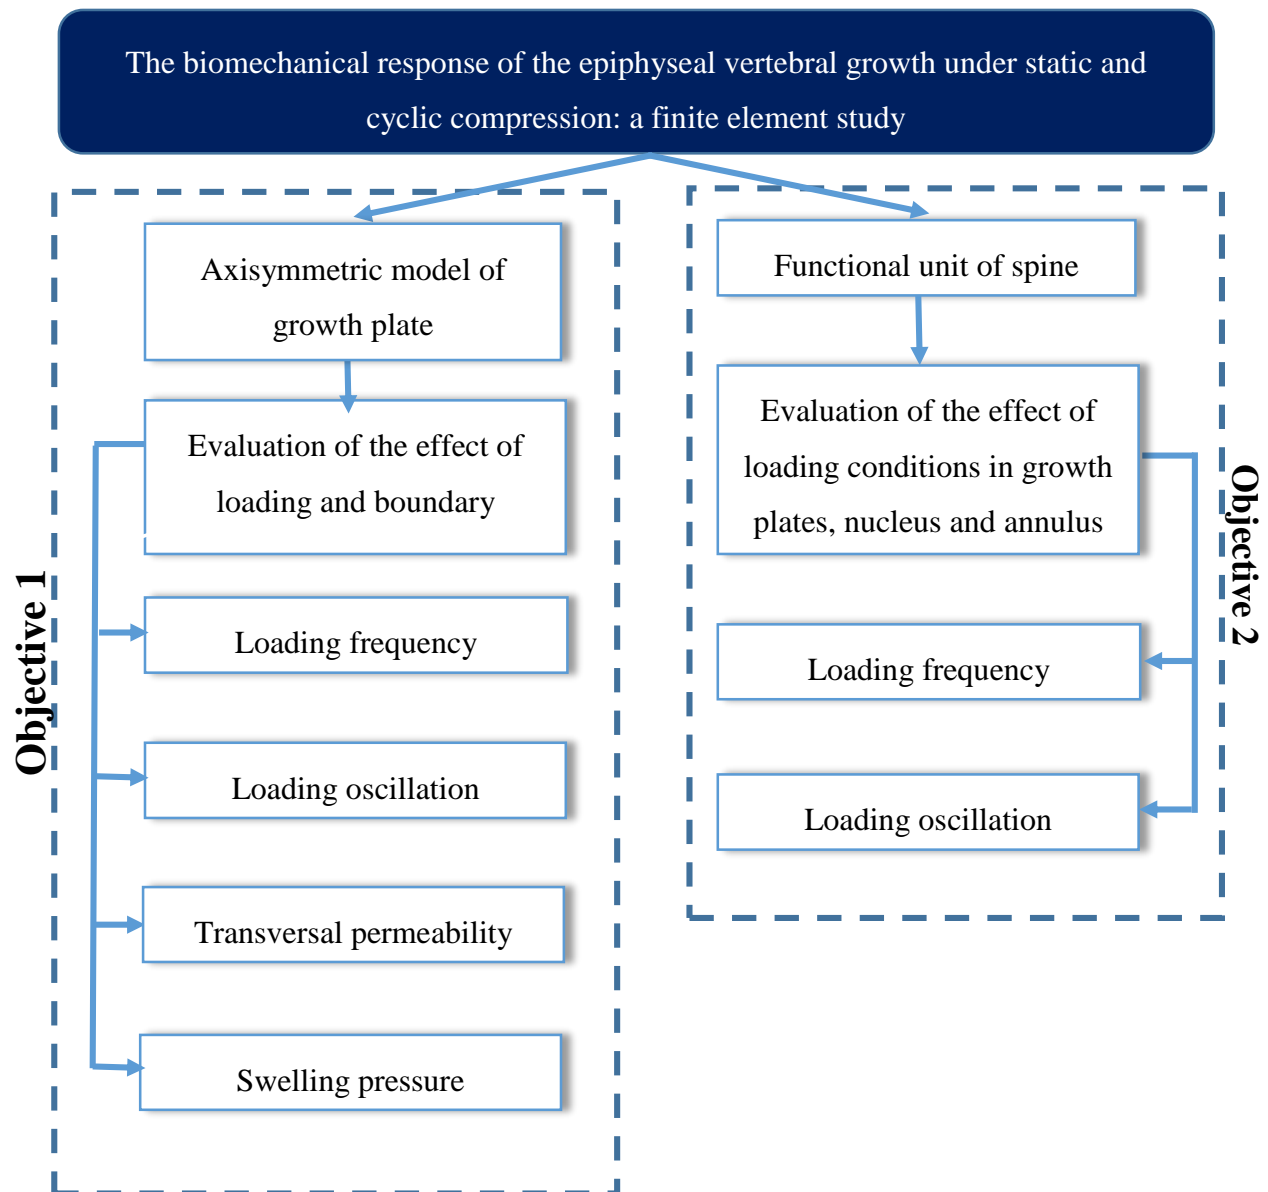 The biomechanical response of the epiphyseal vertebral growth under static and
cyclic compression: a finite element study
Objective 1
Axisymmetric model of
growth plate
Evaluation of the effect of
loading and boundary
Loading frequency
Loading oscillation
Transversal permeability
Swelling pressure
Objective 2
Functional unit of spine
Evaluation of the effect of
loading conditions in growth
plates, nucleus and annulus
Loading frequency
Loading oscillation